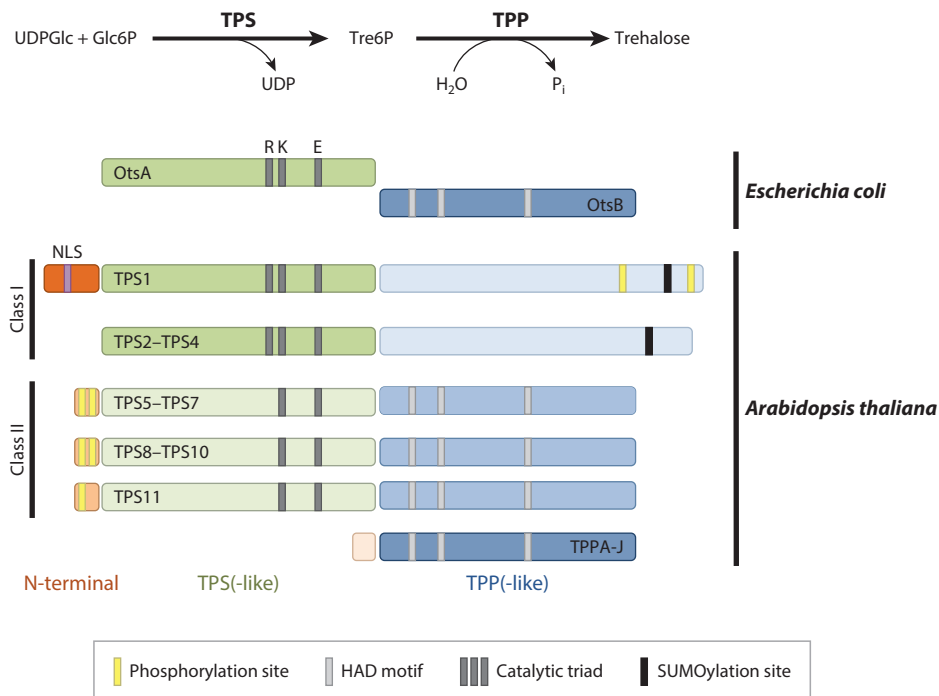 TPS
TPP
UDPGlc + Glc6P
Tre6P
Trehalose
UDP
H₂O
Pᵢ
R K E
OtsA
OtsB
Escherichia coli
NLS
Class I
TPS1
TPS2–TPS4
Class II
TPS5–TPS7
TPS8–TPS10
TPS11
TPPA-J
Arabidopsis thaliana
N-terminal
TPS(-like)
TPP(-like)
Phosphorylation site
HAD motif
Catalytic triad
SUMOylation site